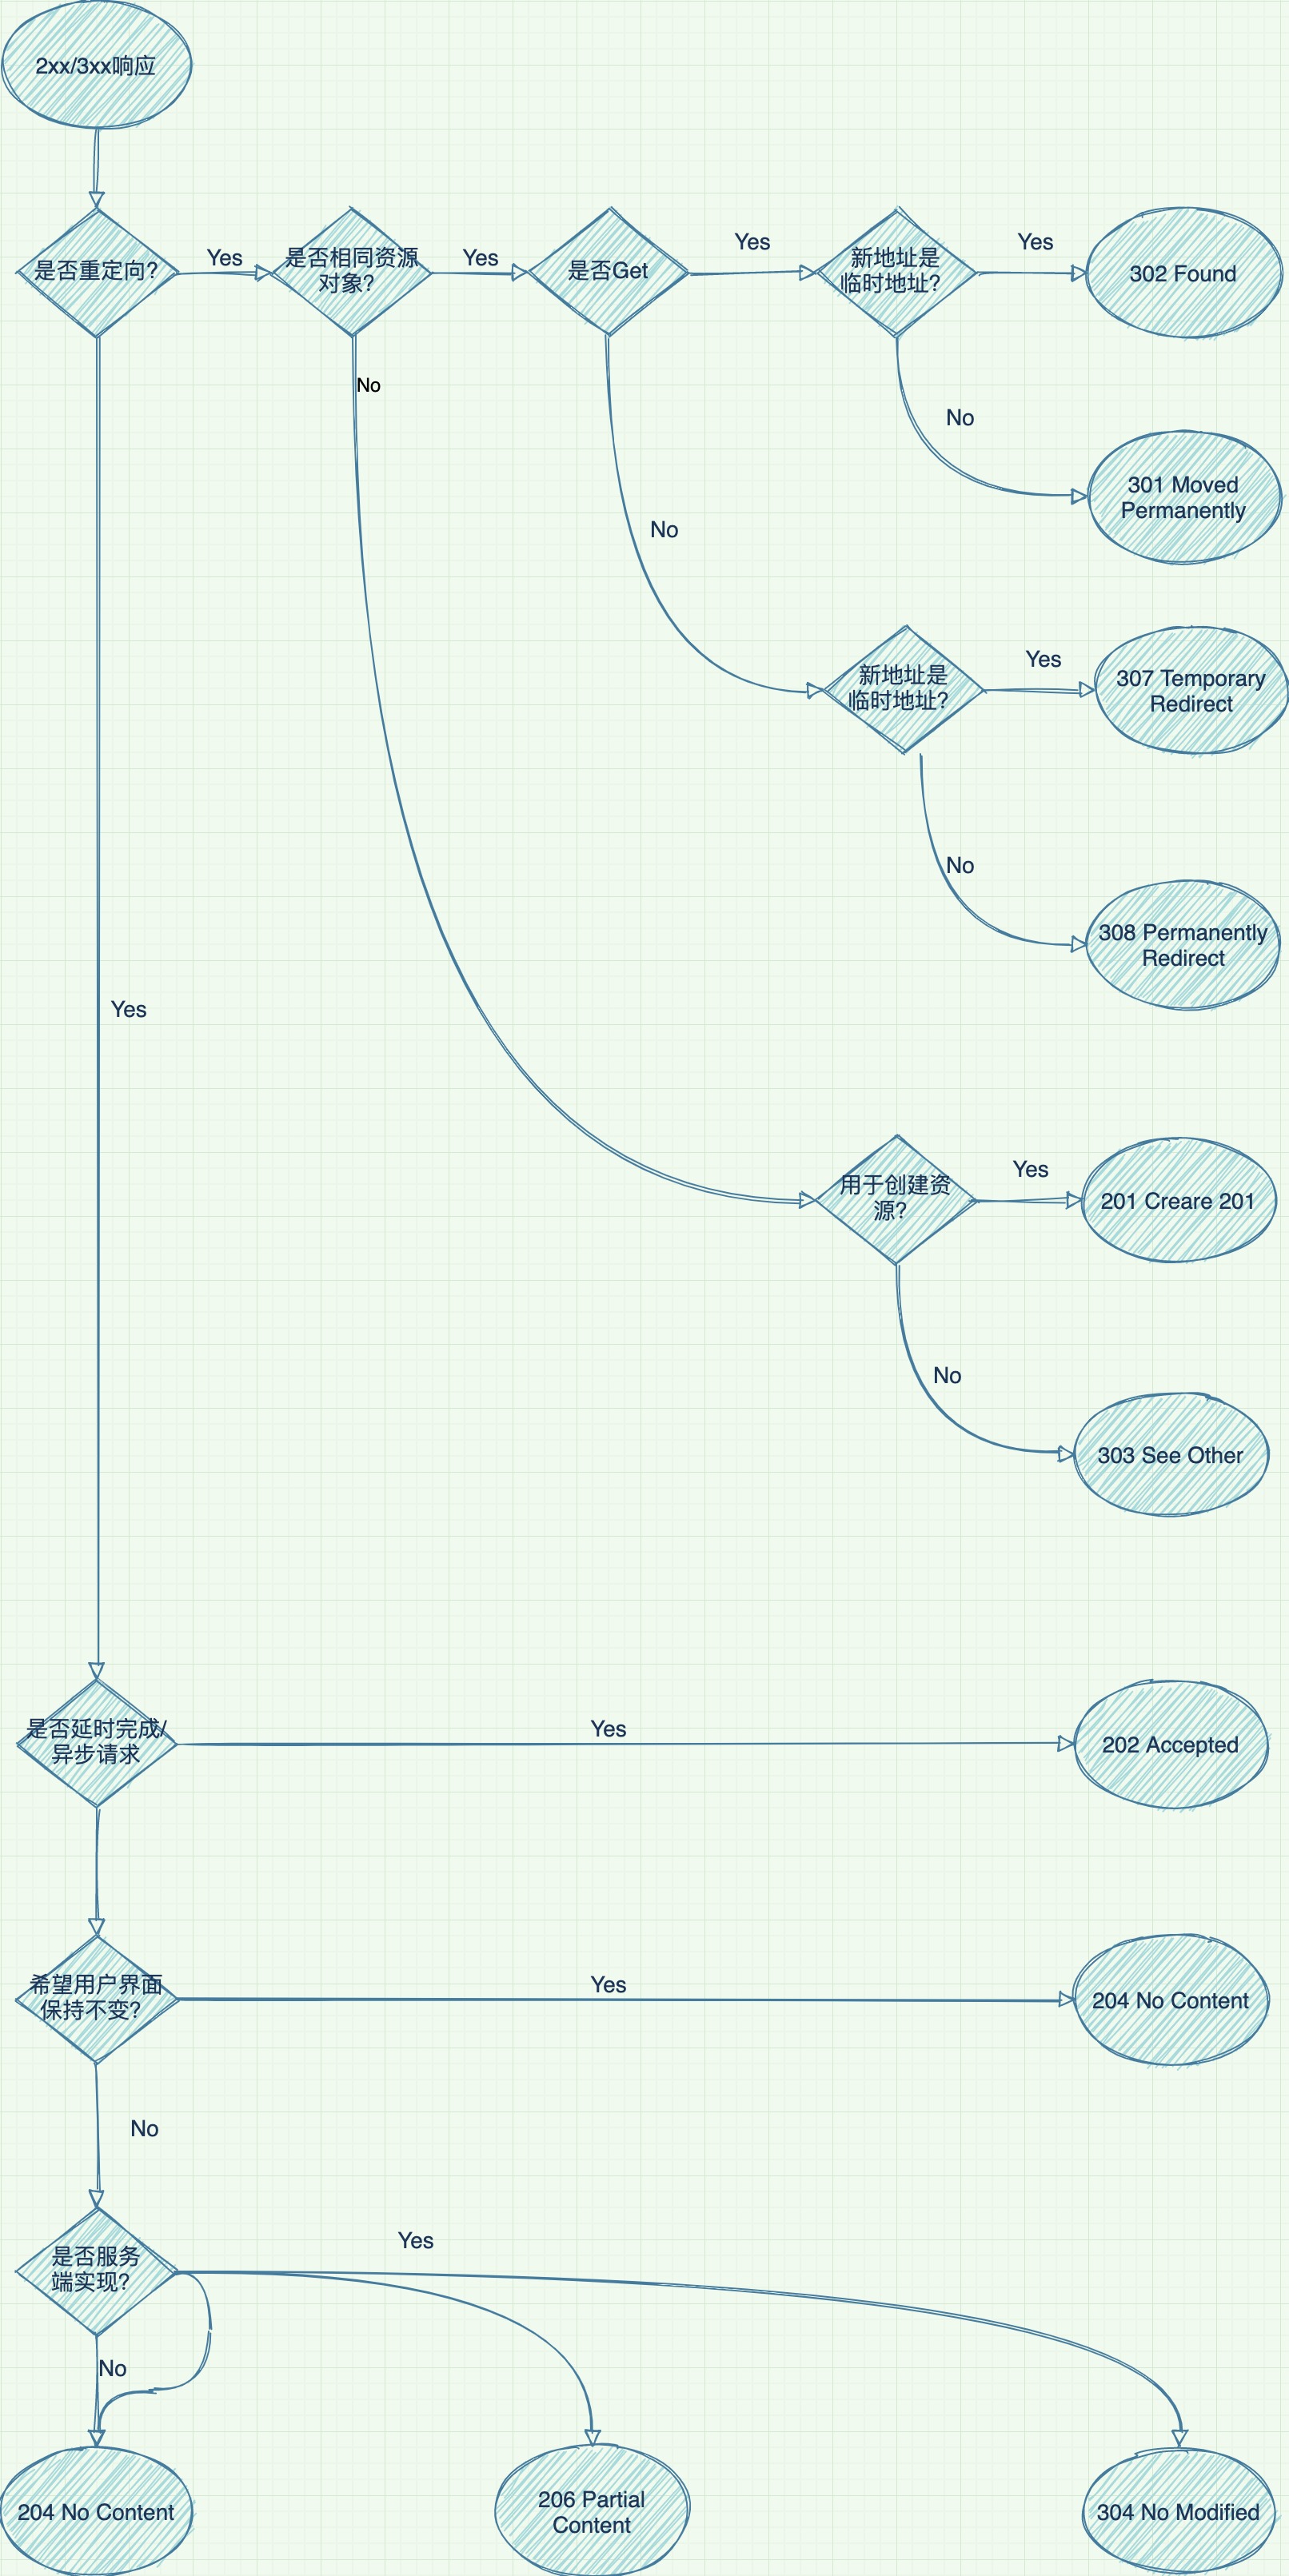 2xx/3xx响应
是否重定向?
Yes
是否相同资源
对象?
Yes
是否Get
Yes
新地址是
临时地址?
Yes
302 Found
No
No
301 Moved
Permanently
No
新地址是
临时地址?
Yes
307 Temporary
Redirect
No
308 Permanently
Redirect
Yes
用于创建资
源?
Yes
201 Creare 201
No
303 See Other
是否延时完成/
异步请求
Yes
202 Accepted
希望用户界面
保持不变?
Yes
204 No Content
No
是否服务
端实现?
Yes
No
204 No Content
206 Partial
Content
304 No Modified